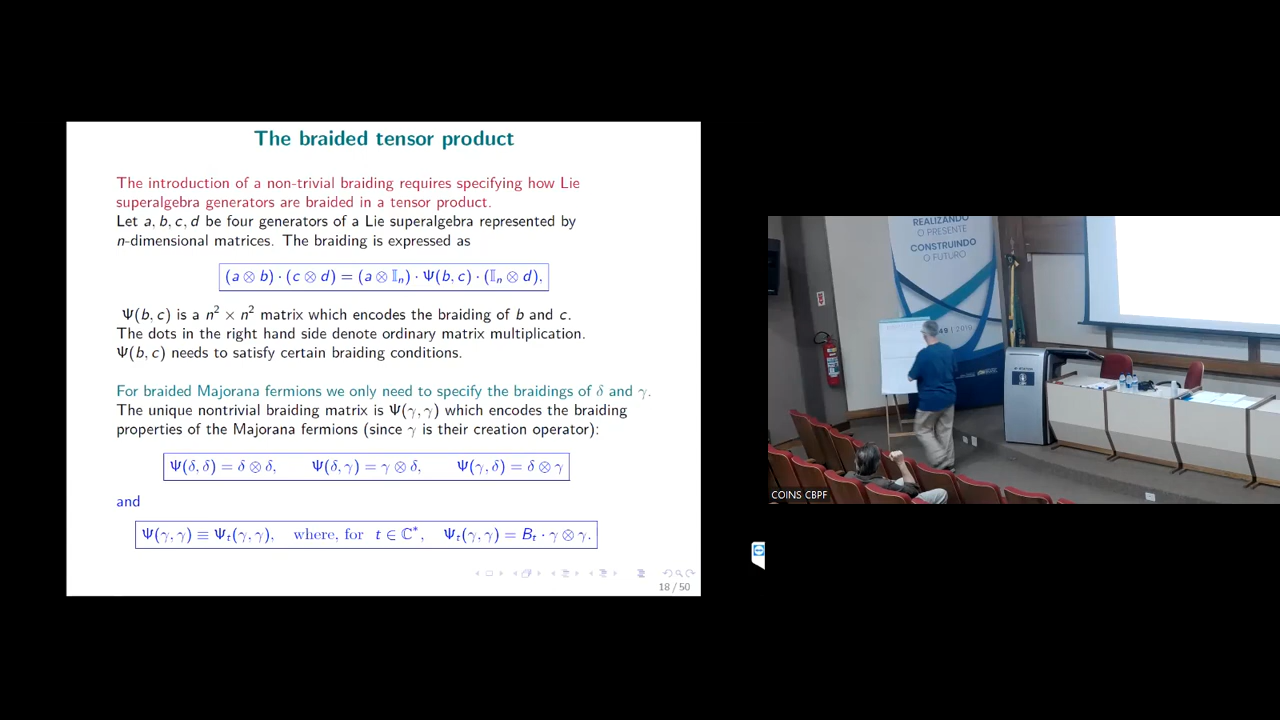 The braided tensor product
The introduction of a non-trivial braiding requires specifying how Lie
superalgebra generators are braided in a tensor product.
Let a, b, c, d be four generators of a Lie superalgebra represented by
n-dimensional matrices. The braiding is expressed as
(a ⊗ b) · (c ⊗ d) = (a ⊗ 𝕀ₙ) · Ψ(b, c) · (𝕀ₙ ⊗ d),
Ψ(b, c) is a n² × n² matrix which encodes the braiding of b and c.
The dots in the right hand side denote ordinary matrix multiplication.
Ψ(b, c) needs to satisfy certain braiding conditions.
For braided Majorana fermions we only need to specify the braidings of δ and γ.
The unique nontrivial braiding matrix is Ψ(γ, γ) which encodes the braiding
properties of the Majorana fermions (since γ is their creation operator):
Ψ(δ, δ) = δ ⊗ δ, Ψ(δ, γ) = γ ⊗ δ, Ψ(γ, δ) = δ ⊗ γ
and
Ψ(γ, γ) ≡ Ψₜ(γ, γ), where, for t ∈ ℂ*, Ψₜ(γ, γ) = Bₜ · γ ⊗ γ.
18 / 50
REALIZANDO
O PRESENTE
CONSTRUINDO
O FUTURO
COINS CBPF